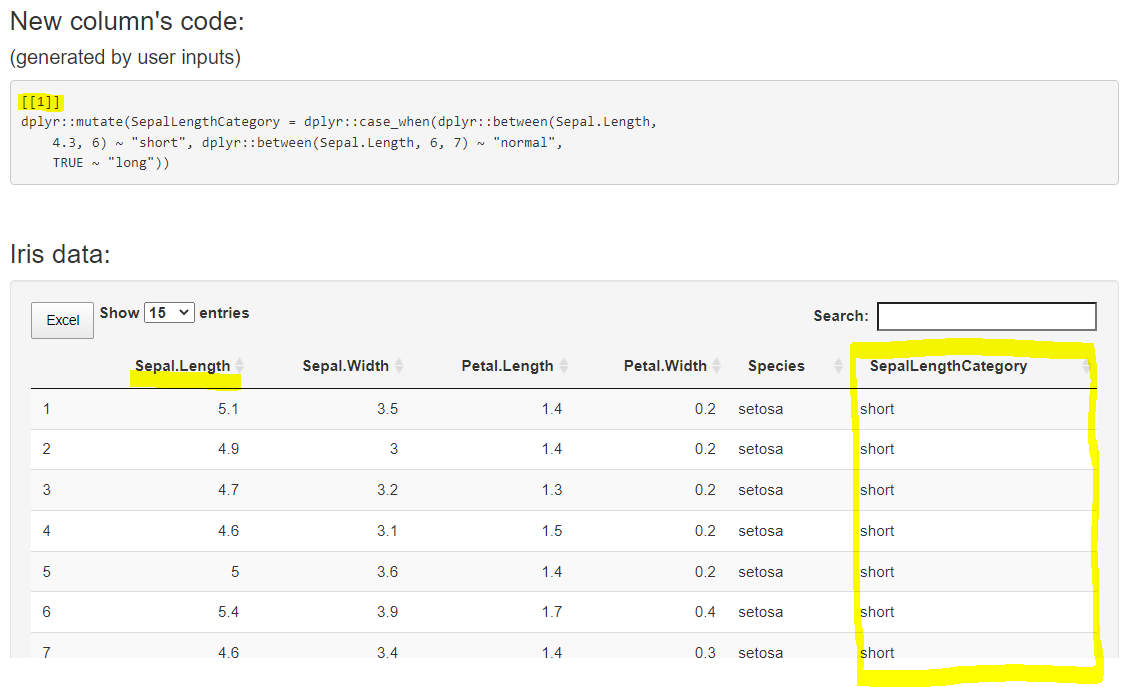 New column's code:
(generated by user inputs)
[[1]]
dplyr::mutate(SepalLengthCategory = dplyr::case_when(dplyr::between(Sepal.Length,
4.3, 6) ~ "short", dplyr::between(Sepal.Length, 6, 7) ~ "normal",
TRUE ~ "long"))
Iris data:
Excel Show 15 entries Search:
Sepal.Length Sepal.Width Petal.Length Petal.Width Species SepalLengthCategory
1 5.1 3.5 1.4 0.2 setosa short
2 4.9 3 1.4 0.2 setosa short
3 4.7 3.2 1.3 0.2 setosa short
4 4.6 3.1 1.5 0.2 setosa short
5 5 3.6 1.4 0.2 setosa short
6 5.4 3.9 1.7 0.4 setosa short
7 4.6 3.4 1.4 0.3 setosa short